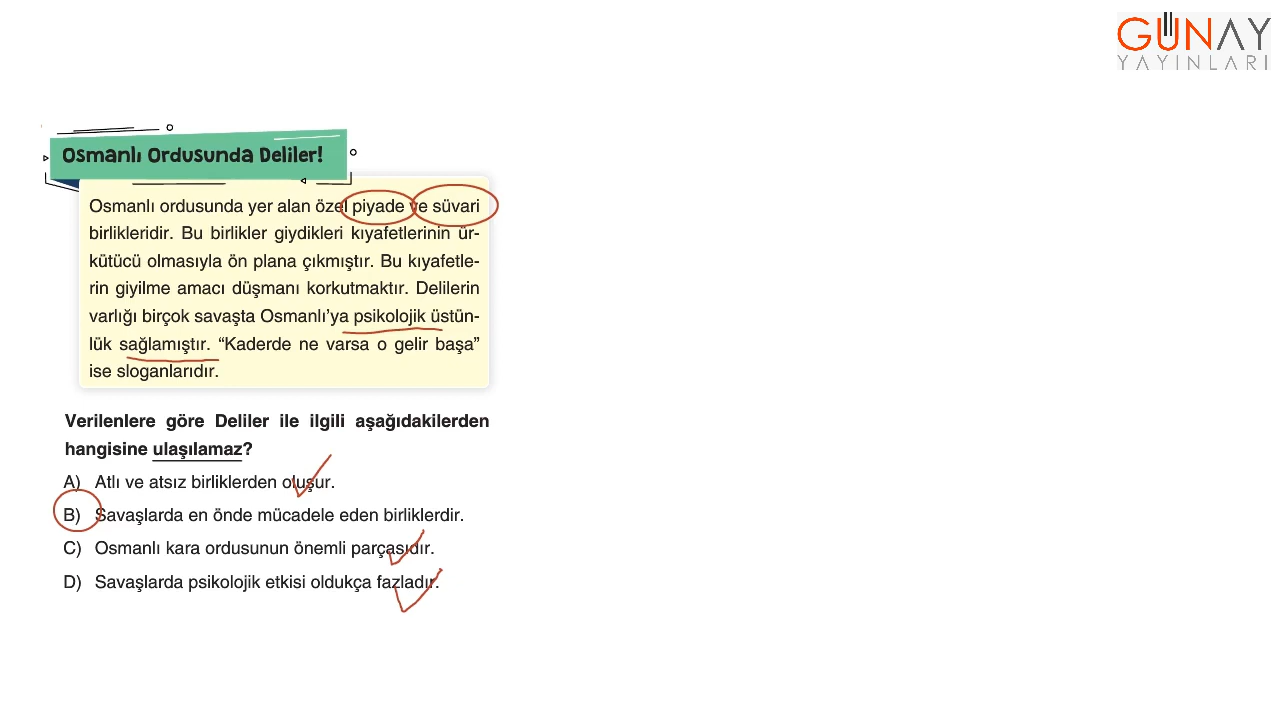 GÜNAY
YAYINLARI
Osmanlı Ordusunda Deliler!
Osmanlı ordusunda yer alan özel piyade ve süvari
birlikleridir. Bu birlikler giydikleri kıyafetlerinin ür-
kütücü olmasıyla ön plana çıkmıştır. Bu kıyafetle-
rin giyilme amacı düşmanı korkutmaktır. Delilerin
varlığı birçok savaşta Osmanlı’ya psikolojik üstün-
lük sağlamıştır. “Kaderde ne varsa o gelir başa”
ise sloganlarıdır.
Verilenlere göre Deliler ile ilgili aşağıdakilerden
hangisine ulaşılamaz?
A) Atlı ve atsız birliklerden oluşur.
B) Savaşlarda en önde mücadele eden birliklerdir.
C) Osmanlı kara ordusunun önemli parçasıdır.
D) Savaşlarda psikolojik etkisi oldukça fazladır.